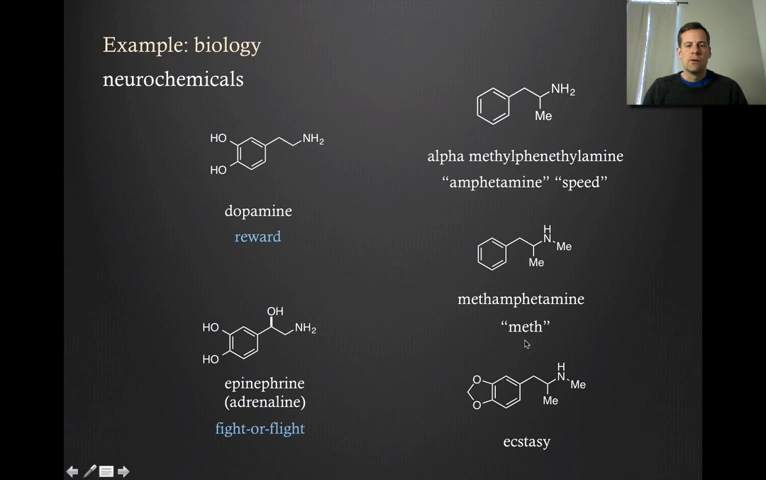 Example: biology
neurochemicals
HO
HO
NH2
dopamine
reward
OH
HO
HO
NH2
epinephrine
(adrenaline)
fight-or-flight
NH2
Me
alpha methylphenethylamine
“amphetamine” “speed”
H
N
Me
Me
methamphetamine
“meth”
O
O
H
N
Me
Me
ecstasy